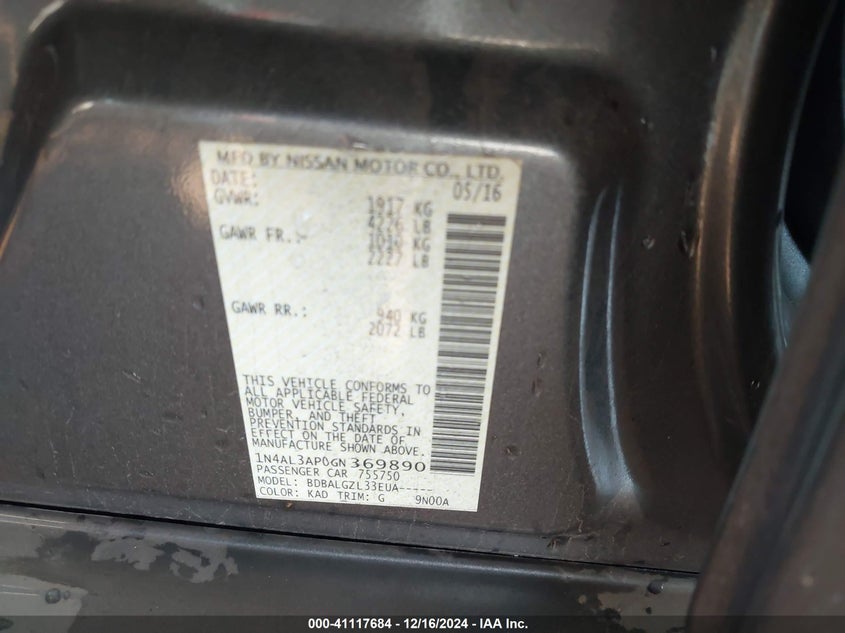 MFD BY NISSAN MOTOR CO., LTD.
DATE: 05/16
GVWR: 1917 KG
4226 LB
GAWR FR.:- 1010 KG
2227 LB
GAWR RR.: 940 KG
2072 LB
THIS VEHICLE CONFORMS TO
ALL APPLICABLE FEDERAL
MOTOR VEHICLE SAFETY,
BUMPER, AND THEFT
PREVENTION STANDARDS IN
EFFECT ON THE DATE OF
MANUFACTURE SHOWN ABOVE.
1N4AL3AP0GN369890
PASSENGER CAR 755750
MODEL: BDBALGZL33EUA-----
COLOR: KAD TRIM: G 9N00A
000-41117684 - 12/16/2024 - IAA Inc.